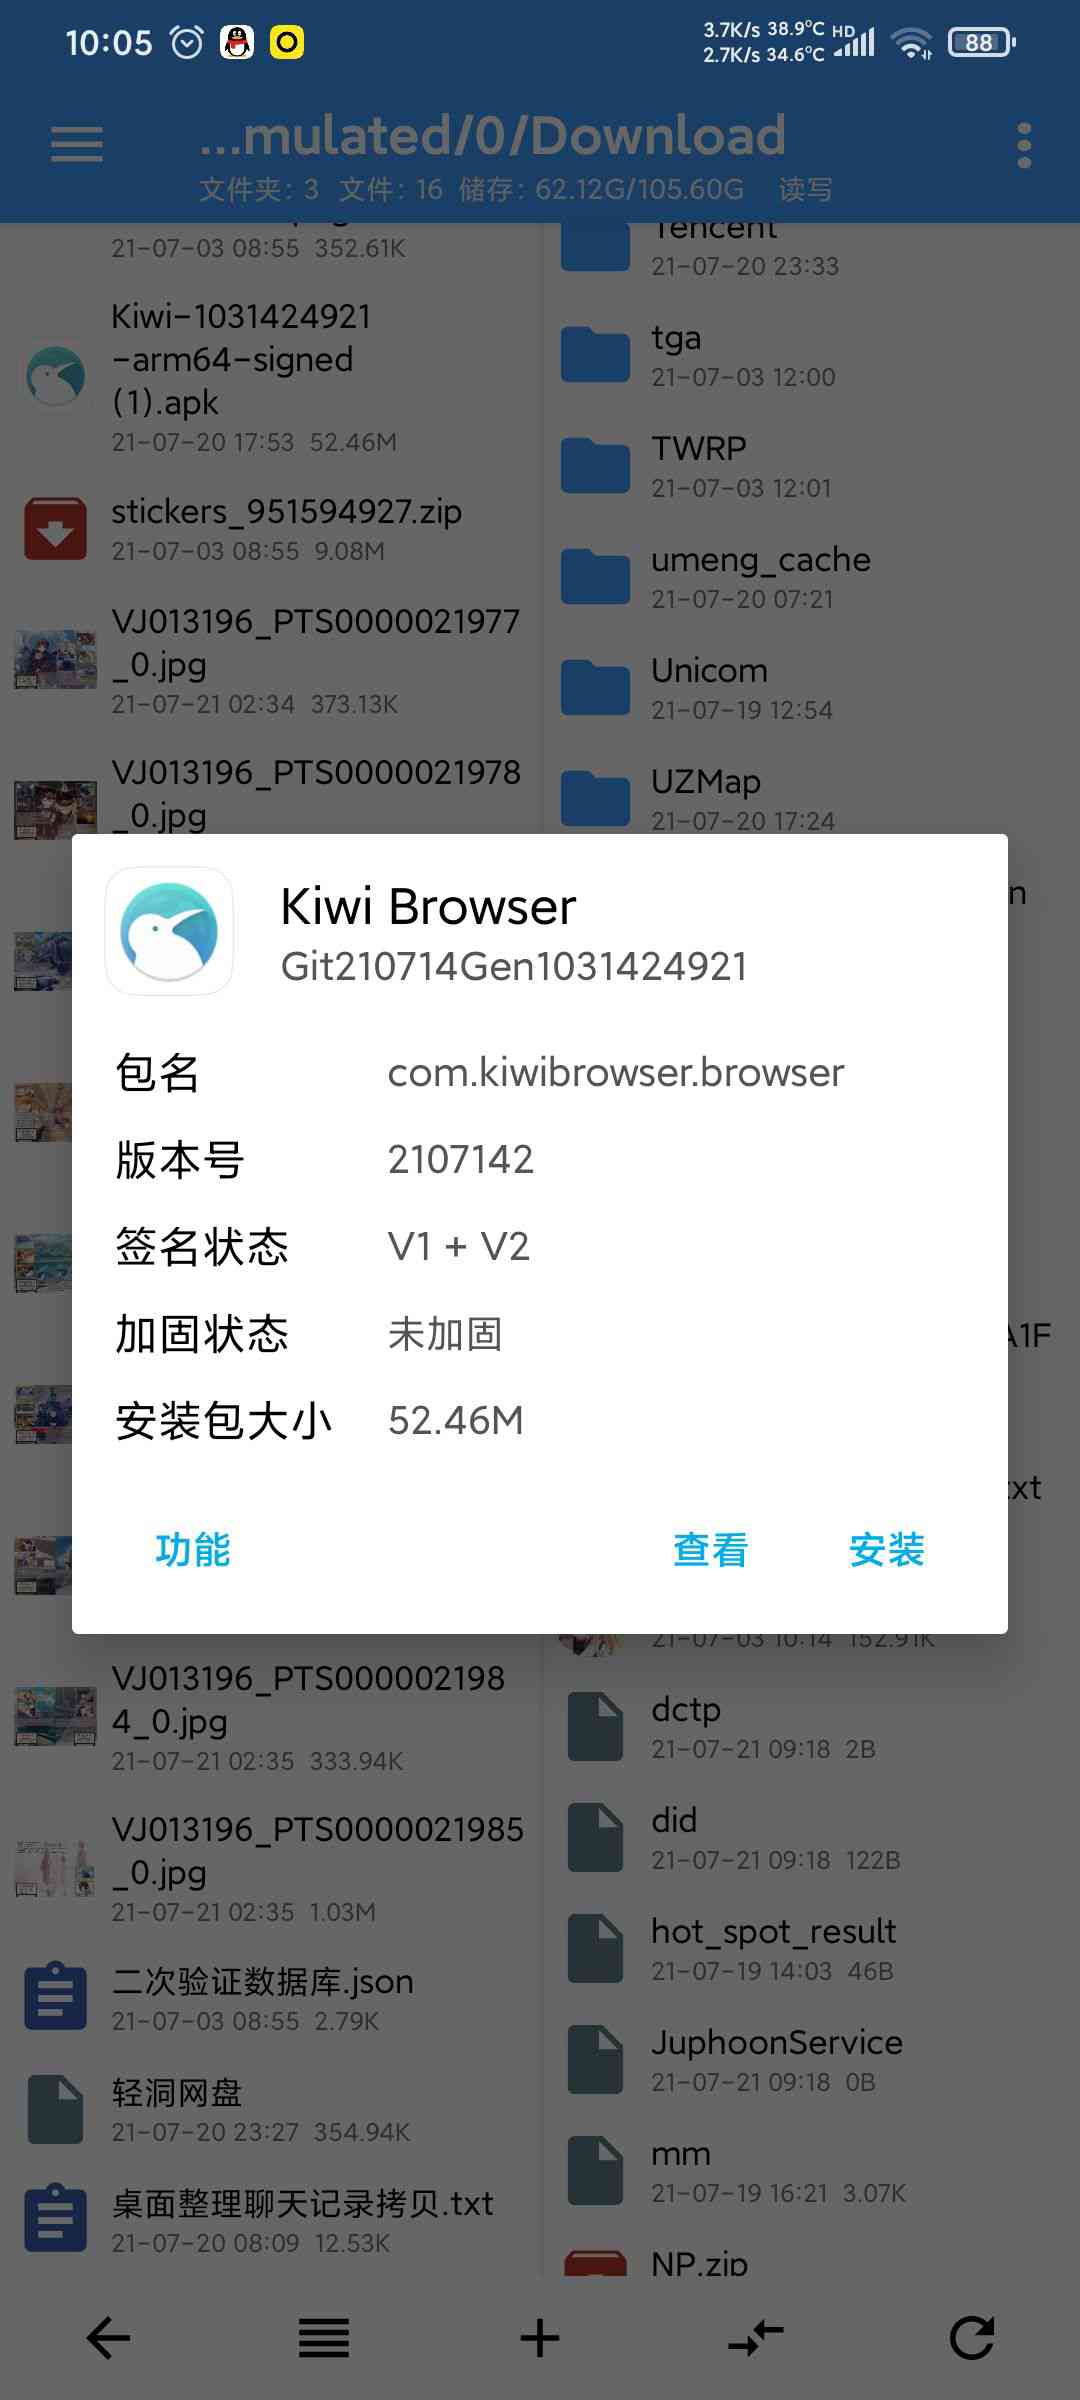 10:05
3.7K/s 38.9℃ HD
2.7K/s 34.6℃
88
...mulated/0/Download
文件夹: 3 文件: 16 储存: 62.12G/105.60G 读写
21-07-03 08:55 352.61K
Kiwi-1031424921
-arm64-signed
(1).apk
21-07-20 17:53 52.46M
stickers_951594927.zip
21-07-03 08:55 9.08M
VJ013196_PTS0000021977
_0.jpg
21-07-21 02:34 373.13K
VJ013196_PTS0000021978
_0.jpg
Tencent
21-07-20 23:33
tga
21-07-03 12:00
TWRP
21-07-03 12:01
umeng_cache
21-07-20 07:21
Unicom
21-07-19 12:54
UZMap
21-07-20 17:24
n
A1F
xt
Kiwi Browser
Git210714Gen1031424921
包名 com.kiwibrowser.browser
版本号 2107142
签名状态 V1 + V2
加固状态 未加固
安装包大小 52.46M
功能 查看 安装
VJ013196_PTS000002198
4_0.jpg
21-07-21 02:35 333.94K
VJ013196_PTS0000021985
_0.jpg
21-07-21 02:35 1.03M
二次验证数据库.json
21-07-03 08:55 2.79K
轻洞网盘
21-07-20 23:27 354.94K
桌面整理聊天记录拷贝.txt
21-07-20 08:09 12.53K
21-07-03 10:14 152.91K
dctp
21-07-21 09:18 2B
did
21-07-21 09:18 122B
hot_spot_result
21-07-19 14:03 46B
JuphoonService
21-07-21 09:18 0B
mm
21-07-19 16:21 3.07K
NP.zip